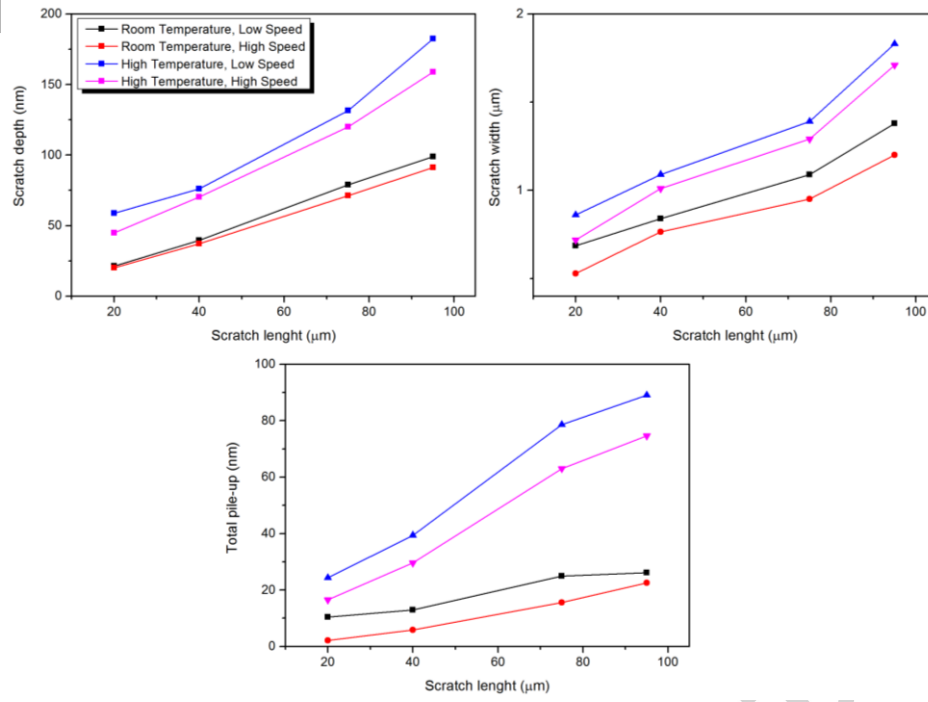 200
150
100
50
0
20
40
60
80
100
Scratch depth (nm)
Scratch lenght (μm)
Room Temperature, Low Speed
Room Temperature, High Speed
High Temperature, Low Speed
High Temperature, High Speed
2
1
20
40
60
80
100
Scratch width (μm)
Scratch lenght (μm)
100
80
60
40
20
0
20
40
60
80
100
Total pile-up (nm)
Scratch lenght (μm)